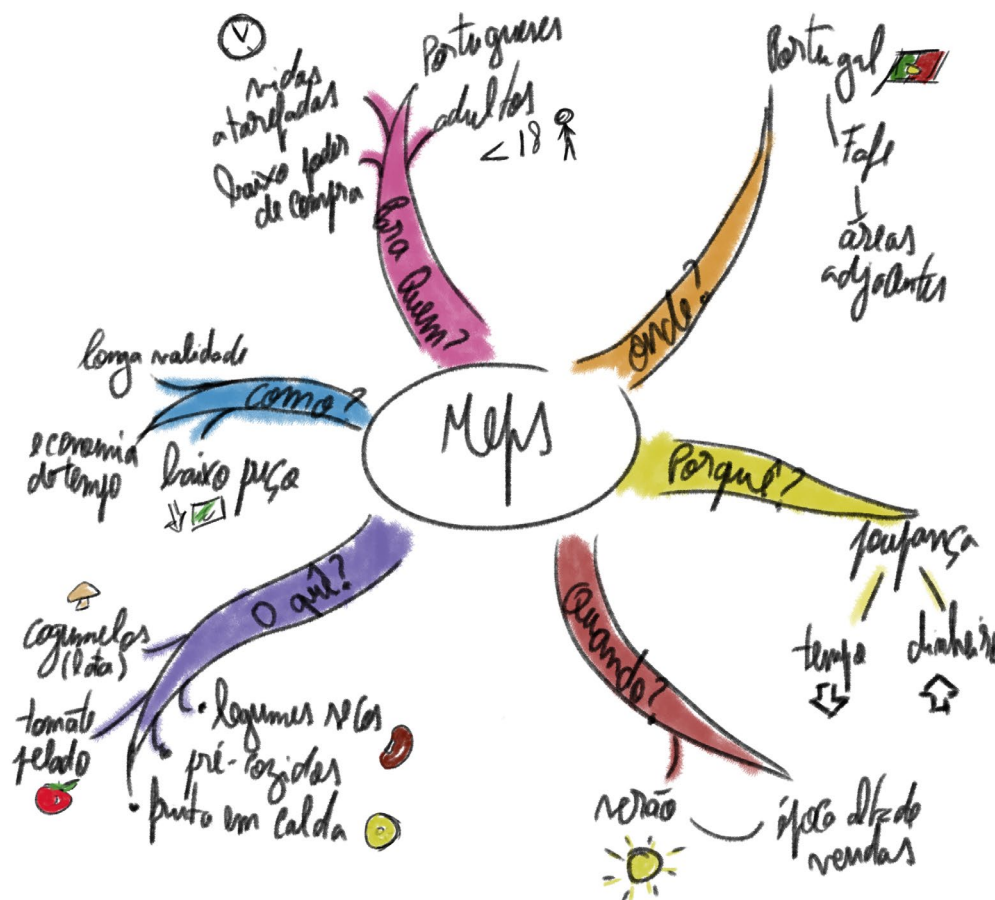 Meps
Para Quem?
vidas
atarefadas
baixo poder
de compra
Portugueses
adultos
< 18
Onde?
Portugal
Fafe
áreas
adjacentes
Porquê?
poupança
tempo
dinheiro
Quando?
verão
época alta de
vendas
O quê?
cogumelos
(lata)
tomate
pelado
• legumes secos
• pré-cozidos
• fruta em calda
Como?
longa validade
economia
de tempo
baixo preço